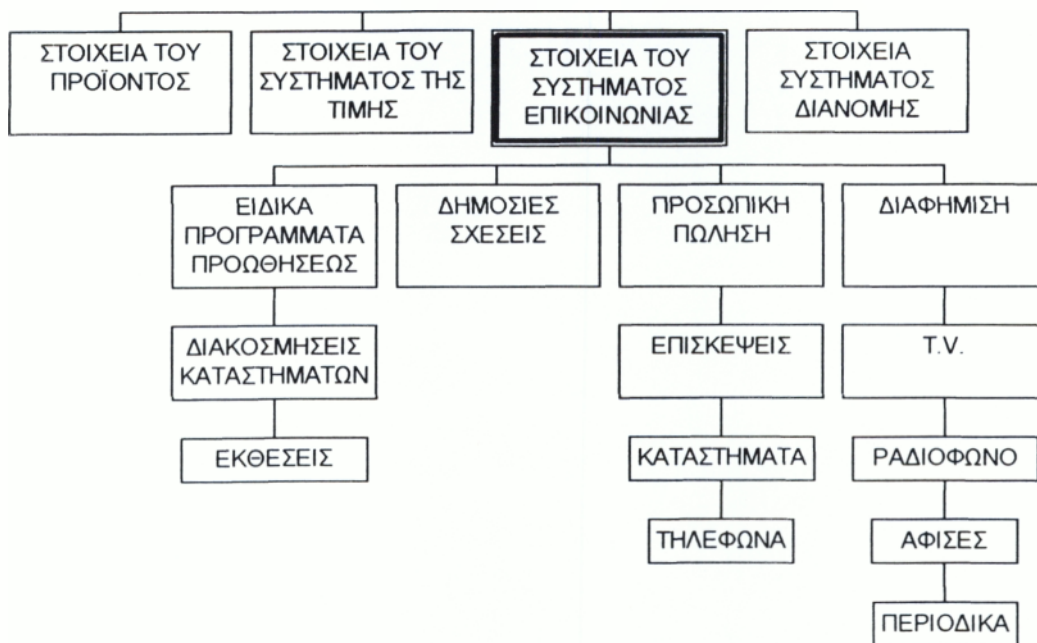 ΣΤΟΙΧΕΙΑ ΤΟΥ
ΠΡΟΪΟΝΤΟΣ
ΣΤΟΙΧΕΙΑ ΤΟΥ
ΣΥΣΤΗΜΑΤΟΣ ΤΗΣ
ΤΙΜΗΣ
ΣΤΟΙΧΕΙΑ ΤΟΥ
ΣΥΣΤΗΜΑΤΟΣ
ΕΠΙΚΟΙΝΩΝΙΑΣ
ΣΤΟΙΧΕΙΑ
ΣΥΣΤΗΜΑΤΟΣ
ΔΙΑΝΟΜΗΣ
ΕΙΔΙΚΑ
ΠΡΟΓΡΑΜΜΑΤΑ
ΠΡΟΩΘΗΣΕΩΣ
ΔΗΜΟΣΙΕΣ
ΣΧΕΣΕΙΣ
ΠΡΟΣΩΠΙΚΗ
ΠΩΛΗΣΗ
ΔΙΑΦΗΜΙΣΗ
ΔΙΑΚΟΣΜΗΣΕΙΣ
ΚΑΤΑΣΤΗΜΑΤΩΝ
ΕΠΙΣΚΕΨΕΙΣ
T.V.
ΕΚΘΕΣΕΙΣ
ΚΑΤΑΣΤΗΜΑΤΑ
ΡΑΔΙΟΦΩΝΟ
ΤΗΛΕΦΩΝΑ
ΑΦΙΣΕΣ
ΠΕΡΙΟΔΙΚΑ